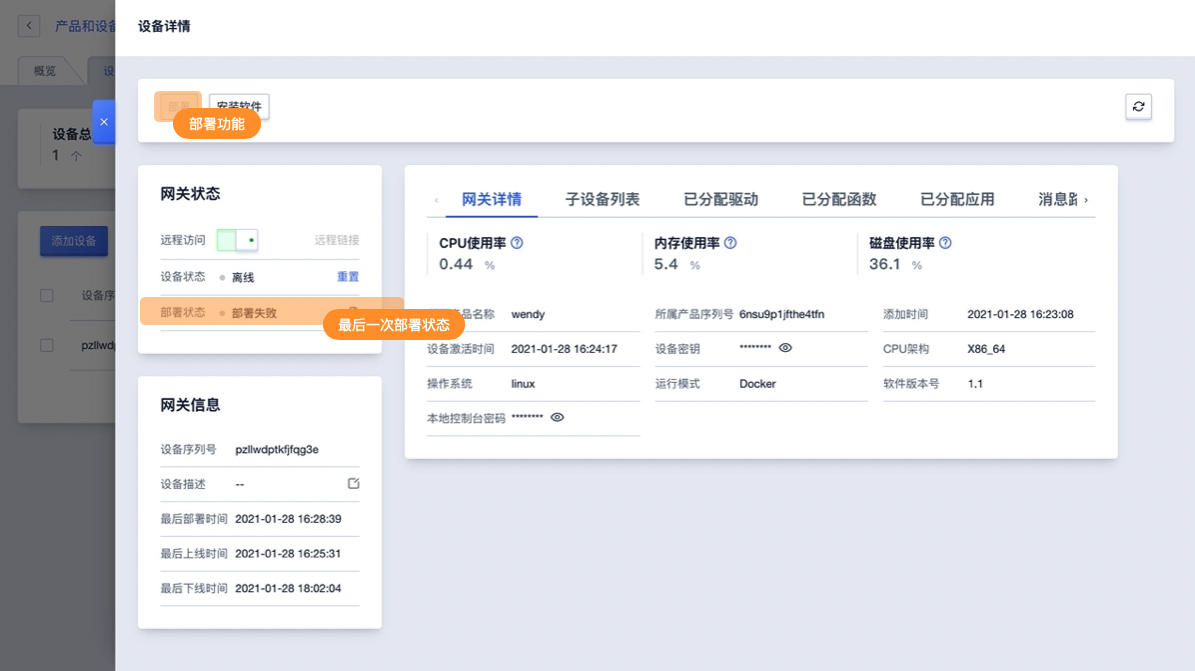 产品和设备
设备详情
概览
设
部署
安装软件
部署功能
设备总
1 个
添加设备
设备序
pzllwdp
网关状态
远程访问 远程链接
设备状态 离线 重置
部署状态 部署失败
最后一次部署状态
网关详情 子设备列表 已分配驱动 已分配函数 已分配应用 消息路
CPU使用率 内存使用率 磁盘使用率
0.44 % 5.4 % 36.1 %
品名称 wendy 所属产品序列号 6nsu9p1jfthe4tfn 添加时间 2021-01-28 16:23:08
设备激活时间 2021-01-28 16:24:17 设备密钥 ******** CPU架构 X86_64
操作系统 linux 运行模式 Docker 软件版本号 1.1
本地控制台密码 ********
网关信息
设备序列号 pzllwdptkfjfqg3e
设备描述 --
最后部署时间 2021-01-28 16:28:39
最后上线时间 2021-01-28 16:25:31
最后下线时间 2021-01-28 18:02:04